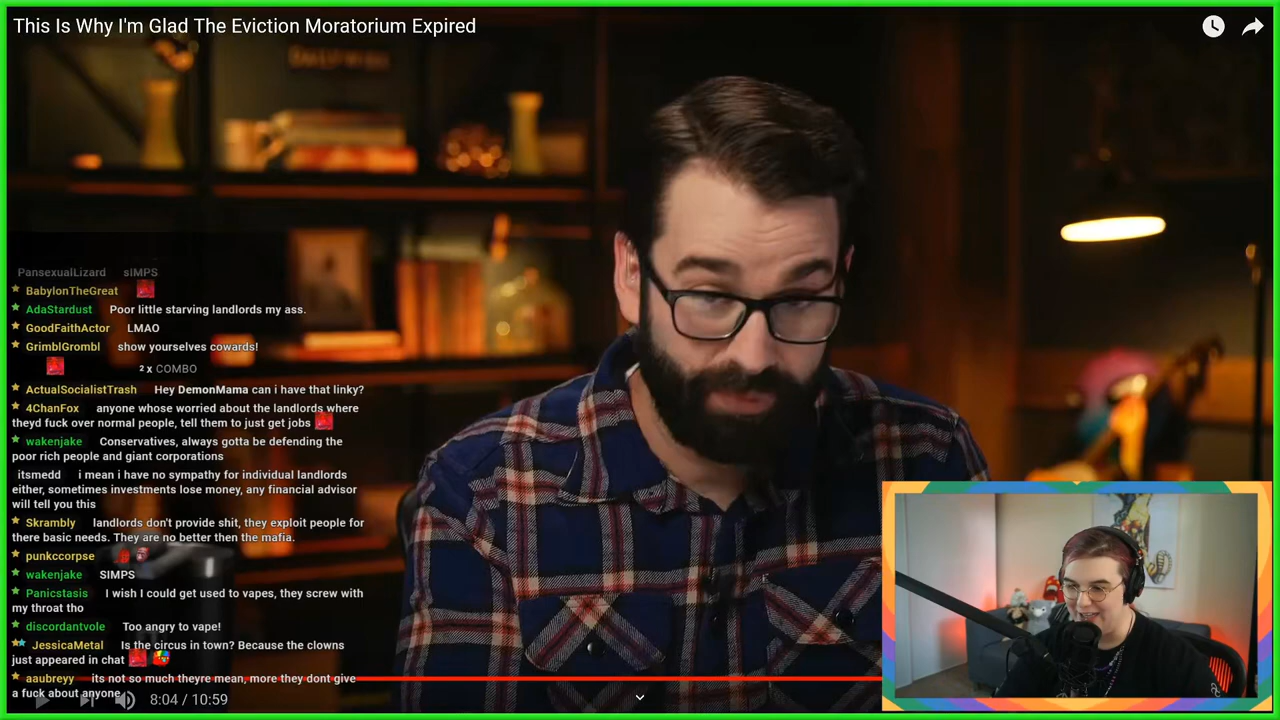 This Is Why I'm Glad The Eviction Moratorium Expired
DAILYWIRE
PansexualLizard sIMPS
BabylonTheGreat
AdaStardust Poor little starving landlords my ass.
GoodFaithActor LMAO
GrimblGrombl show yourselves cowards!
2 x COMBO
ActualSocialistTrash Hey DemonMama can i have that linky?
4ChanFox anyone whose worried about the landlords where
theyd fuck over normal people, tell them to just get jobs
wakenjake Conservatives, always gotta be defending the
poor rich people and giant corporations
itsmedd i mean i have no sympathy for individual landlords
either, sometimes investments lose money, any financial advisor
will tell you this
Skrambly landlords don't provide shit, they exploit people for
there basic needs. They are no better then the mafia.
punkccorpse
wakenjake SIMPS
Panicstasis I wish I could get used to vapes, they screw with
my throat tho
discordantvole Too angry to vape!
JessicaMetal Is the circus in town? Because the clowns
just appeared in chat
aaubreyy its not so much theyre mean, more they dont give
a fuck about anyone
8:04 / 10:59